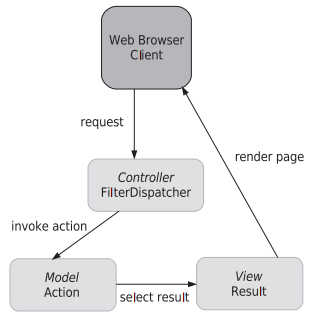 Web Browser
Client
request
render page
Controller
FilterDispatcher
invoke action
Model
Action
select result
View
Result